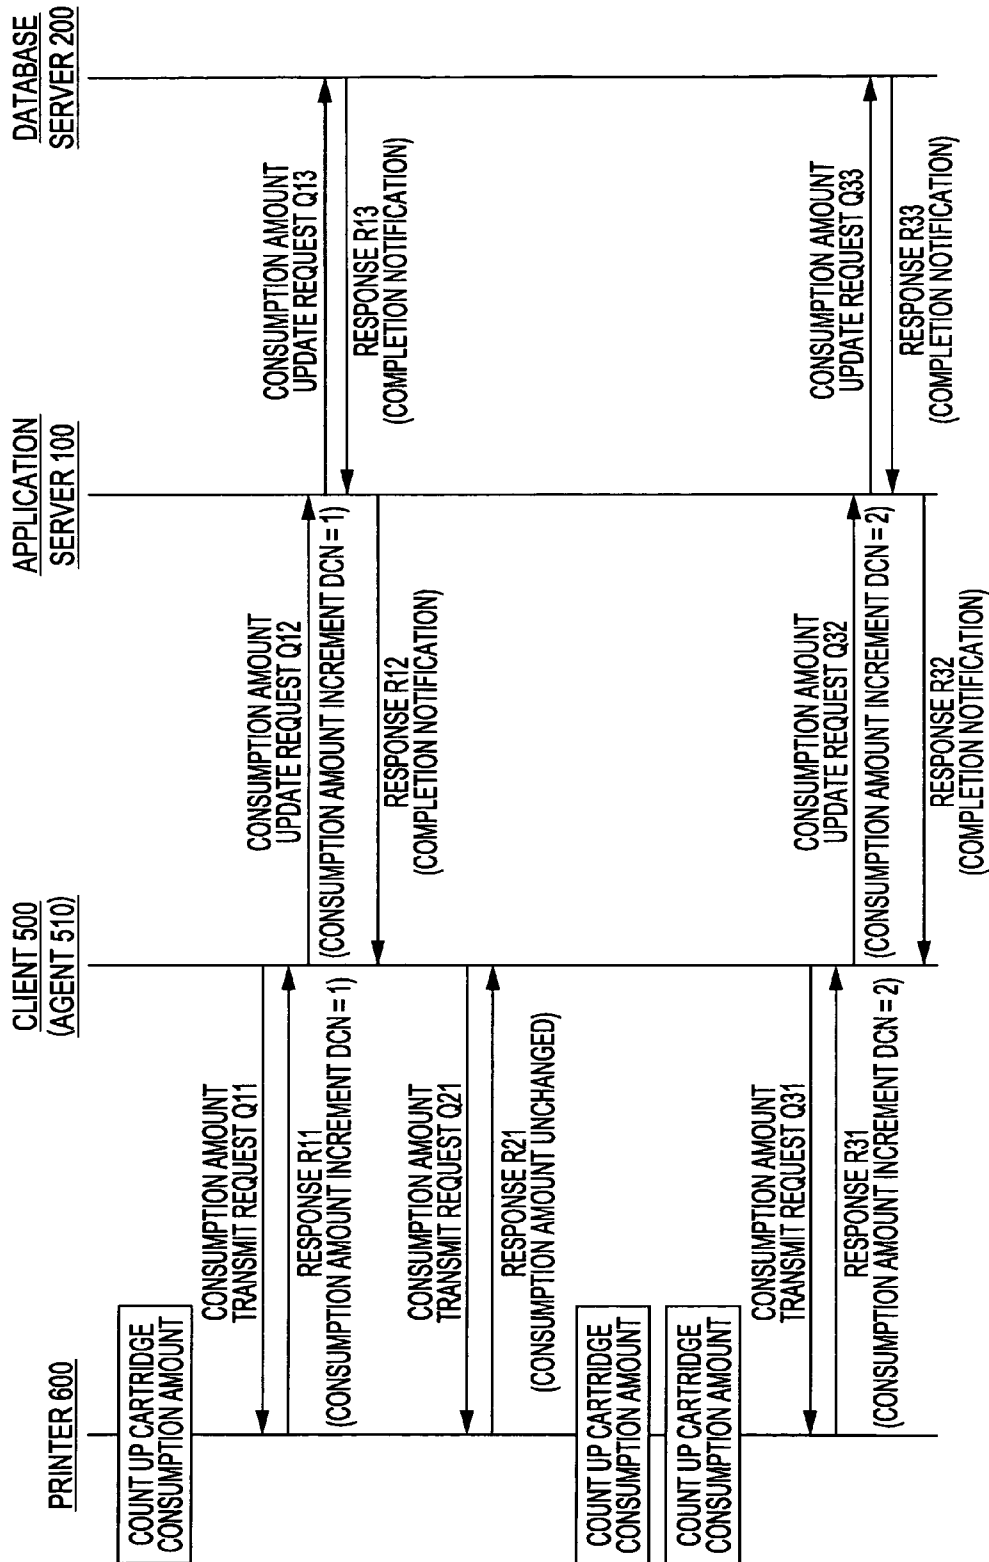 PRINTER 600
CLIENT 500
(AGENT 510)
APPLICATION
SERVER 100
DATABASE
SERVER 200
COUNT UP CARTRIDGE
CONSUMPTION AMOUNT
CONSUMPTION AMOUNT
TRANSMIT REQUEST Q11
RESPONSE R11
(CONSUMPTION AMOUNT INCREMENT DCN = 1)
CONSUMPTION AMOUNT
UPDATE REQUEST Q12
(CONSUMPTION AMOUNT INCREMENT DCN = 1)
CONSUMPTION AMOUNT
UPDATE REQUEST Q13
RESPONSE R13
(COMPLETION NOTIFICATION)
RESPONSE R12
(COMPLETION NOTIFICATION)
CONSUMPTION AMOUNT
TRANSMIT REQUEST Q21
RESPONSE R21
(CONSUMPTION AMOUNT UNCHANGED)
COUNT UP CARTRIDGE
CONSUMPTION AMOUNT
COUNT UP CARTRIDGE
CONSUMPTION AMOUNT
CONSUMPTION AMOUNT
TRANSMIT REQUEST Q31
RESPONSE R31
(CONSUMPTION AMOUNT INCREMENT DCN = 2)
CONSUMPTION AMOUNT
UPDATE REQUEST Q32
(CONSUMPTION AMOUNT INCREMENT DCN = 2)
CONSUMPTION AMOUNT
UPDATE REQUEST Q33
RESPONSE R33
(COMPLETION NOTIFICATION)
RESPONSE R32
(COMPLETION NOTIFICATION)